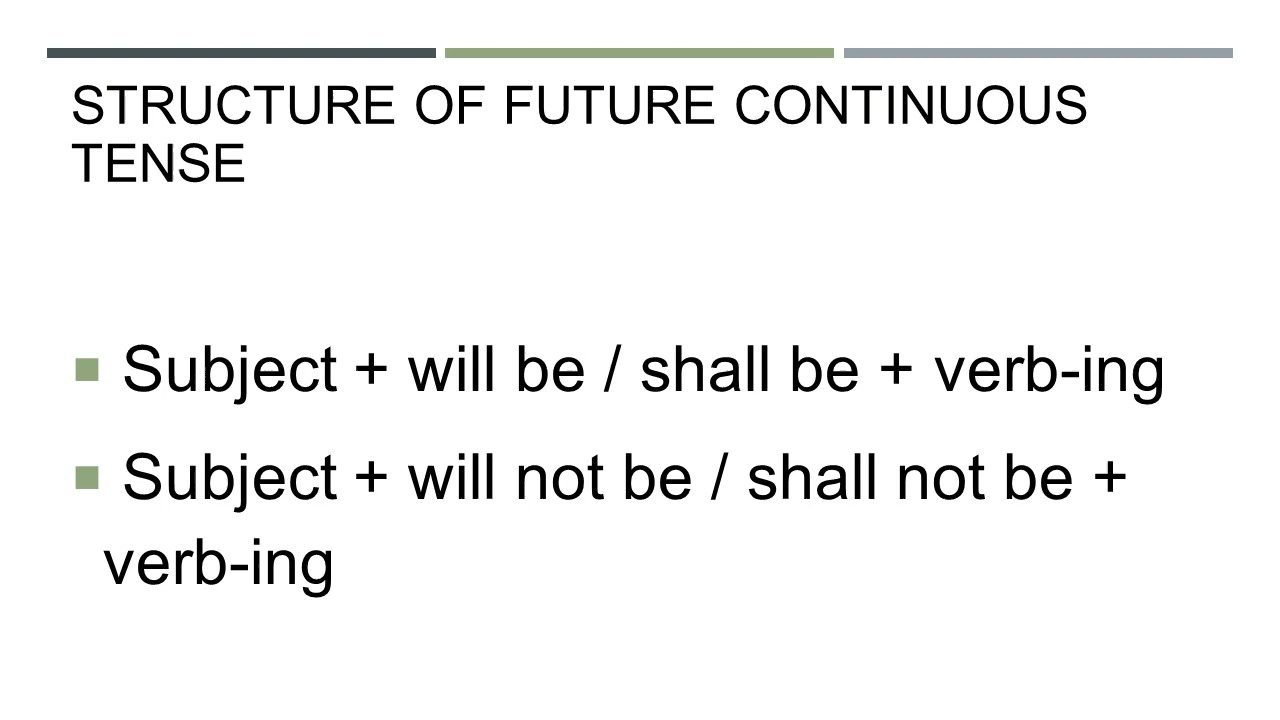 STRUCTURE OF FUTURE CONTINUOUS
TENSE
Subject + will be / shall be + verb-ing
Subject + will not be / shall not be +
verb-ing